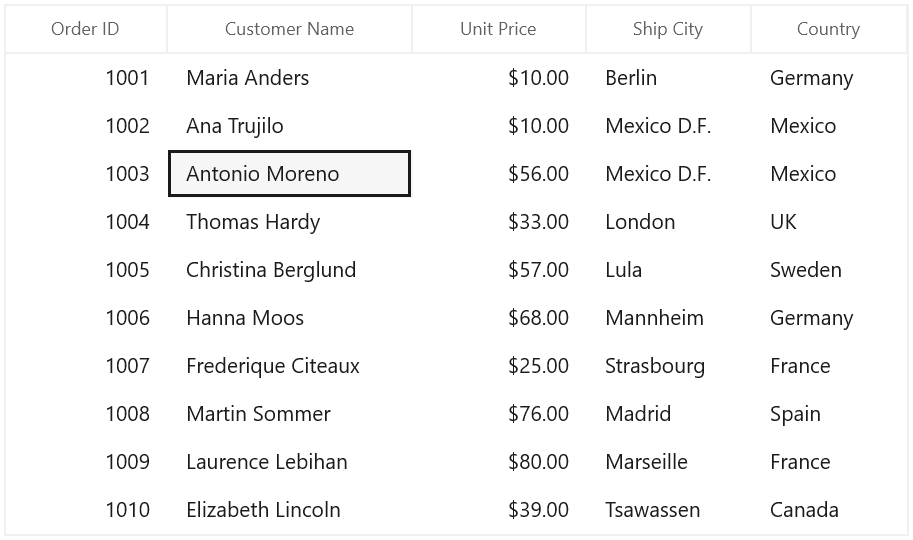 Order ID Customer Name Unit Price Ship City Country
1001 Maria Anders $10.00 Berlin Germany
1002 Ana Trujilo $10.00 Mexico D.F. Mexico
1003 Antonio Moreno $56.00 Mexico D.F. Mexico
1004 Thomas Hardy $33.00 London UK
1005 Christina Berglund $57.00 Lula Sweden
1006 Hanna Moos $68.00 Mannheim Germany
1007 Frederique Citeaux $25.00 Strasbourg France
1008 Martin Sommer $76.00 Madrid Spain
1009 Laurence Lebihan $80.00 Marseille France
1010 Elizabeth Lincoln $39.00 Tsawassen Canada